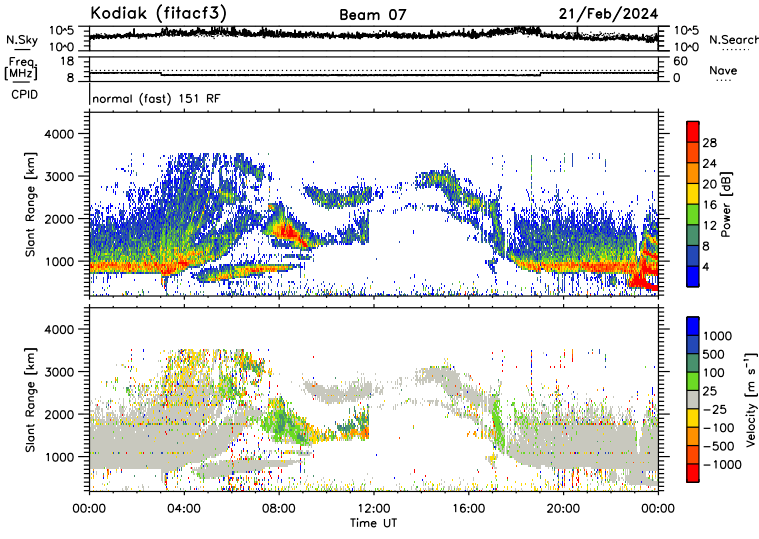 Kodiak (fitacf3) Beam 07 21/Feb/2024
N.Sky 10^5 10^0 10^5 10^0 N.Search
Freq. [MHz] 18 8 60 0 Nave
CPID normal (fast) 151 RF
Slant Range [km] 4000 3000 2000 1000
Power [dB] 28 24 20 16 12 8 4
Slant Range [km] 4000 3000 2000 1000
Velocity [m s⁻¹] 1000 500 100 25 −25 −100 −500 −1000
00:00 04:00 08:00 12:00 16:00 20:00 00:00
Time UT